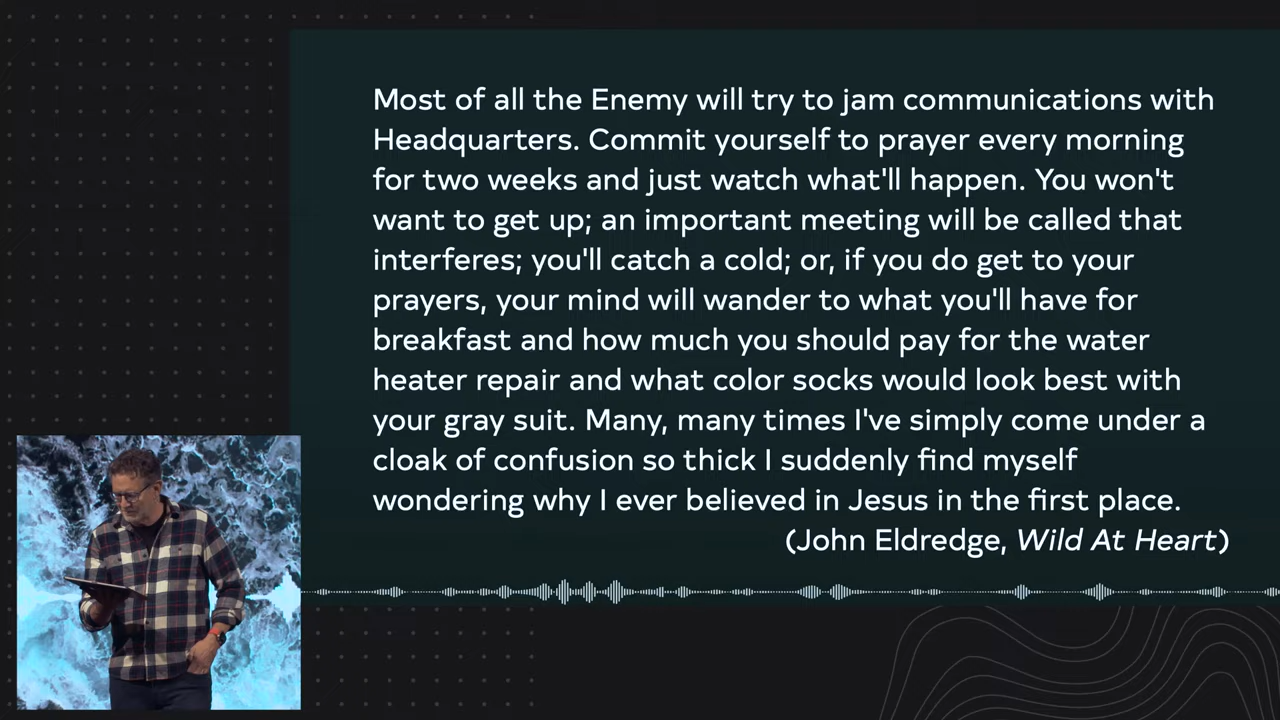 Most of all the Enemy will try to jam communications with
Headquarters. Commit yourself to prayer every morning
for two weeks and just watch what'll happen. You won't
want to get up; an important meeting will be called that
interferes; you'll catch a cold; or, if you do get to your
prayers, your mind will wander to what you'll have for
breakfast and how much you should pay for the water
heater repair and what color socks would look best with
your gray suit. Many, many times I've simply come under a
cloak of confusion so thick I suddenly find myself
wondering why I ever believed in Jesus in the first place.
(John Eldredge, Wild At Heart)